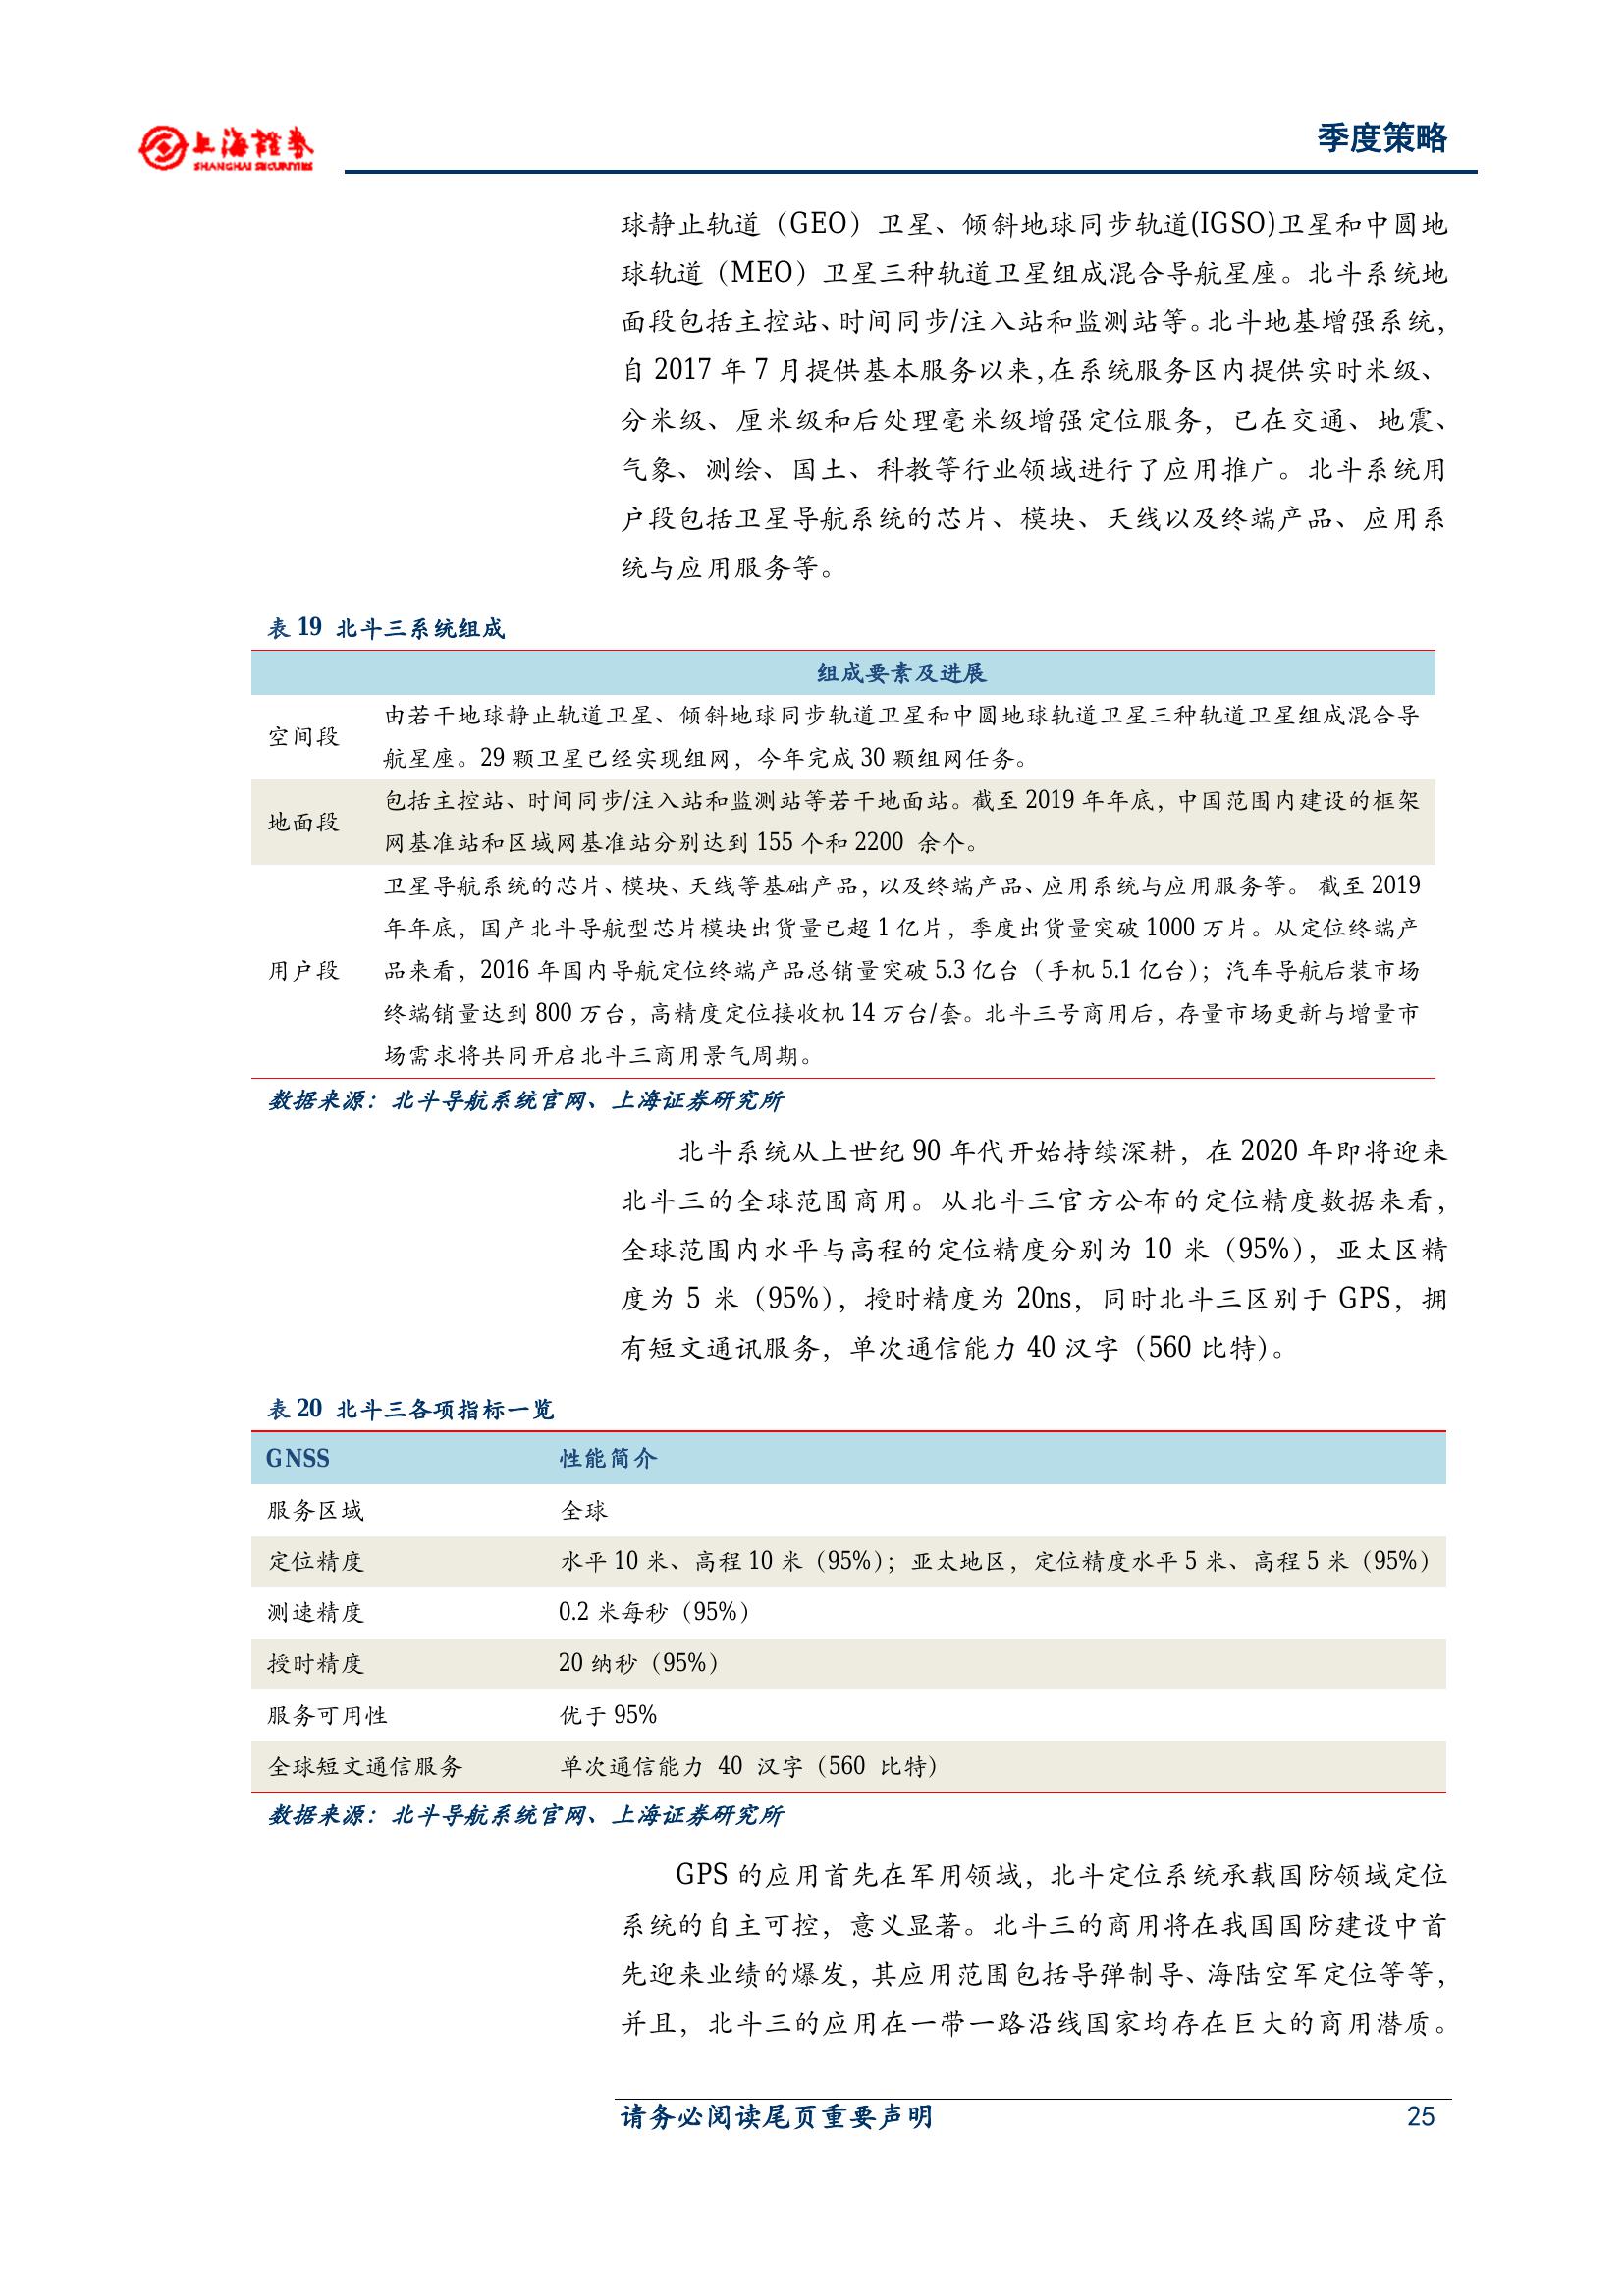 上海證券
SHANGHAI SECURITIES
季度策略
球静止轨道（GEO）卫星、倾斜地球同步轨道(IGSO)卫星和中圆地
球轨道（MEO）卫星三种轨道卫星组成混合导航星座。北斗系统地
面段包括主控站、时间同步/注入站和监测站等。北斗地基增强系统，
自 2017 年 7 月提供基本服务以来，在系统服务区内提供实时米级、
分米级、厘米级和后处理毫米级增强定位服务，已在交通、地震、
气象、测绘、国土、科教等行业领域进行了应用推广。北斗系统用
户段包括卫星导航系统的芯片、模块、天线以及终端产品、应用系
统与应用服务等。
表 19 北斗三系统组成
组成要素及进展
空间段
由若干地球静止轨道卫星、倾斜地球同步轨道卫星和中圆地球轨道卫星三种轨道卫星组成混合导
航星座。29 颗卫星已经实现组网，今年完成 30 颗组网任务。
地面段
包括主控站、时间同步/注入站和监测站等若干地面站。截至 2019 年年底，中国范围内建设的框架
网基准站和区域网基准站分别达到 155 个和 2200 余个。
用户段
卫星导航系统的芯片、模块、天线等基础产品，以及终端产品、应用系统与应用服务等。 截至 2019
年年底，国产北斗导航型芯片模块出货量已超 1 亿片，季度出货量突破 1000 万片。从定位终端产
品来看，2016 年国内导航定位终端产品总销量突破 5.3 亿台（手机 5.1 亿台）；汽车导航后装市场
终端销量达到 800 万台，高精度定位接收机 14 万台/套。北斗三号商用后，存量市场更新与增量市
场需求将共同开启北斗三商用景气周期。
数据来源：北斗导航系统官网、上海证券研究所
北斗系统从上世纪 90 年代开始持续深耕，在 2020 年即将迎来
北斗三的全球范围商用。从北斗三官方公布的定位精度数据来看，
全球范围内水平与高程的定位精度分别为 10 米（95%），亚太区精
度为 5 米（95%），授时精度为 20ns，同时北斗三区别于 GPS，拥
有短文通讯服务，单次通信能力 40 汉字（560 比特）。
表 20 北斗三各项指标一览
GNSS 性能简介
服务区域 全球
定位精度 水平 10 米、高程 10 米（95%）；亚太地区，定位精度水平 5 米、高程 5 米（95%）
测速精度 0.2 米每秒（95%）
授时精度 20 纳秒（95%）
服务可用性 优于 95%
全球短文通信服务 单次通信能力 40 汉字（560 比特）
数据来源：北斗导航系统官网、上海证券研究所
GPS 的应用首先在军用领域，北斗定位系统承载国防领域定位
系统的自主可控，意义显著。北斗三的商用将在我国国防建设中首
先迎来业绩的爆发，其应用范围包括导弹制导、海陆空军定位等等，
并且，北斗三的应用在一带一路沿线国家均存在巨大的商用潜质。
请务必阅读尾页重要声明 25